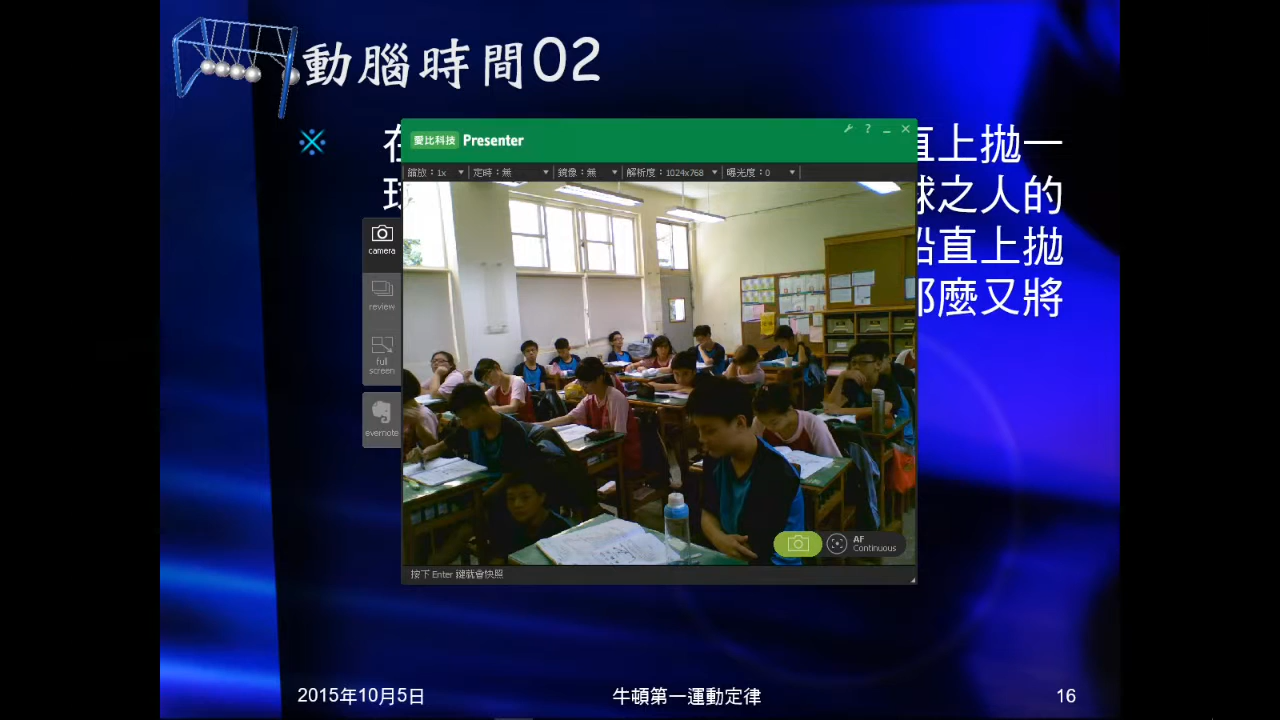 動腦時間02
※ 在
直上拋一
球
球之人的
鉛直上拋
那麼又將
愛比科技 Presenter
縮放：1x 定時：無 鏡像：無 解析度：1024x768 曝光度：0
camera
review
full
screen
evernote
AF
Continuous
按下 Enter 鍵就會快照
2015年10月5日 牛頓第一運動定律 16